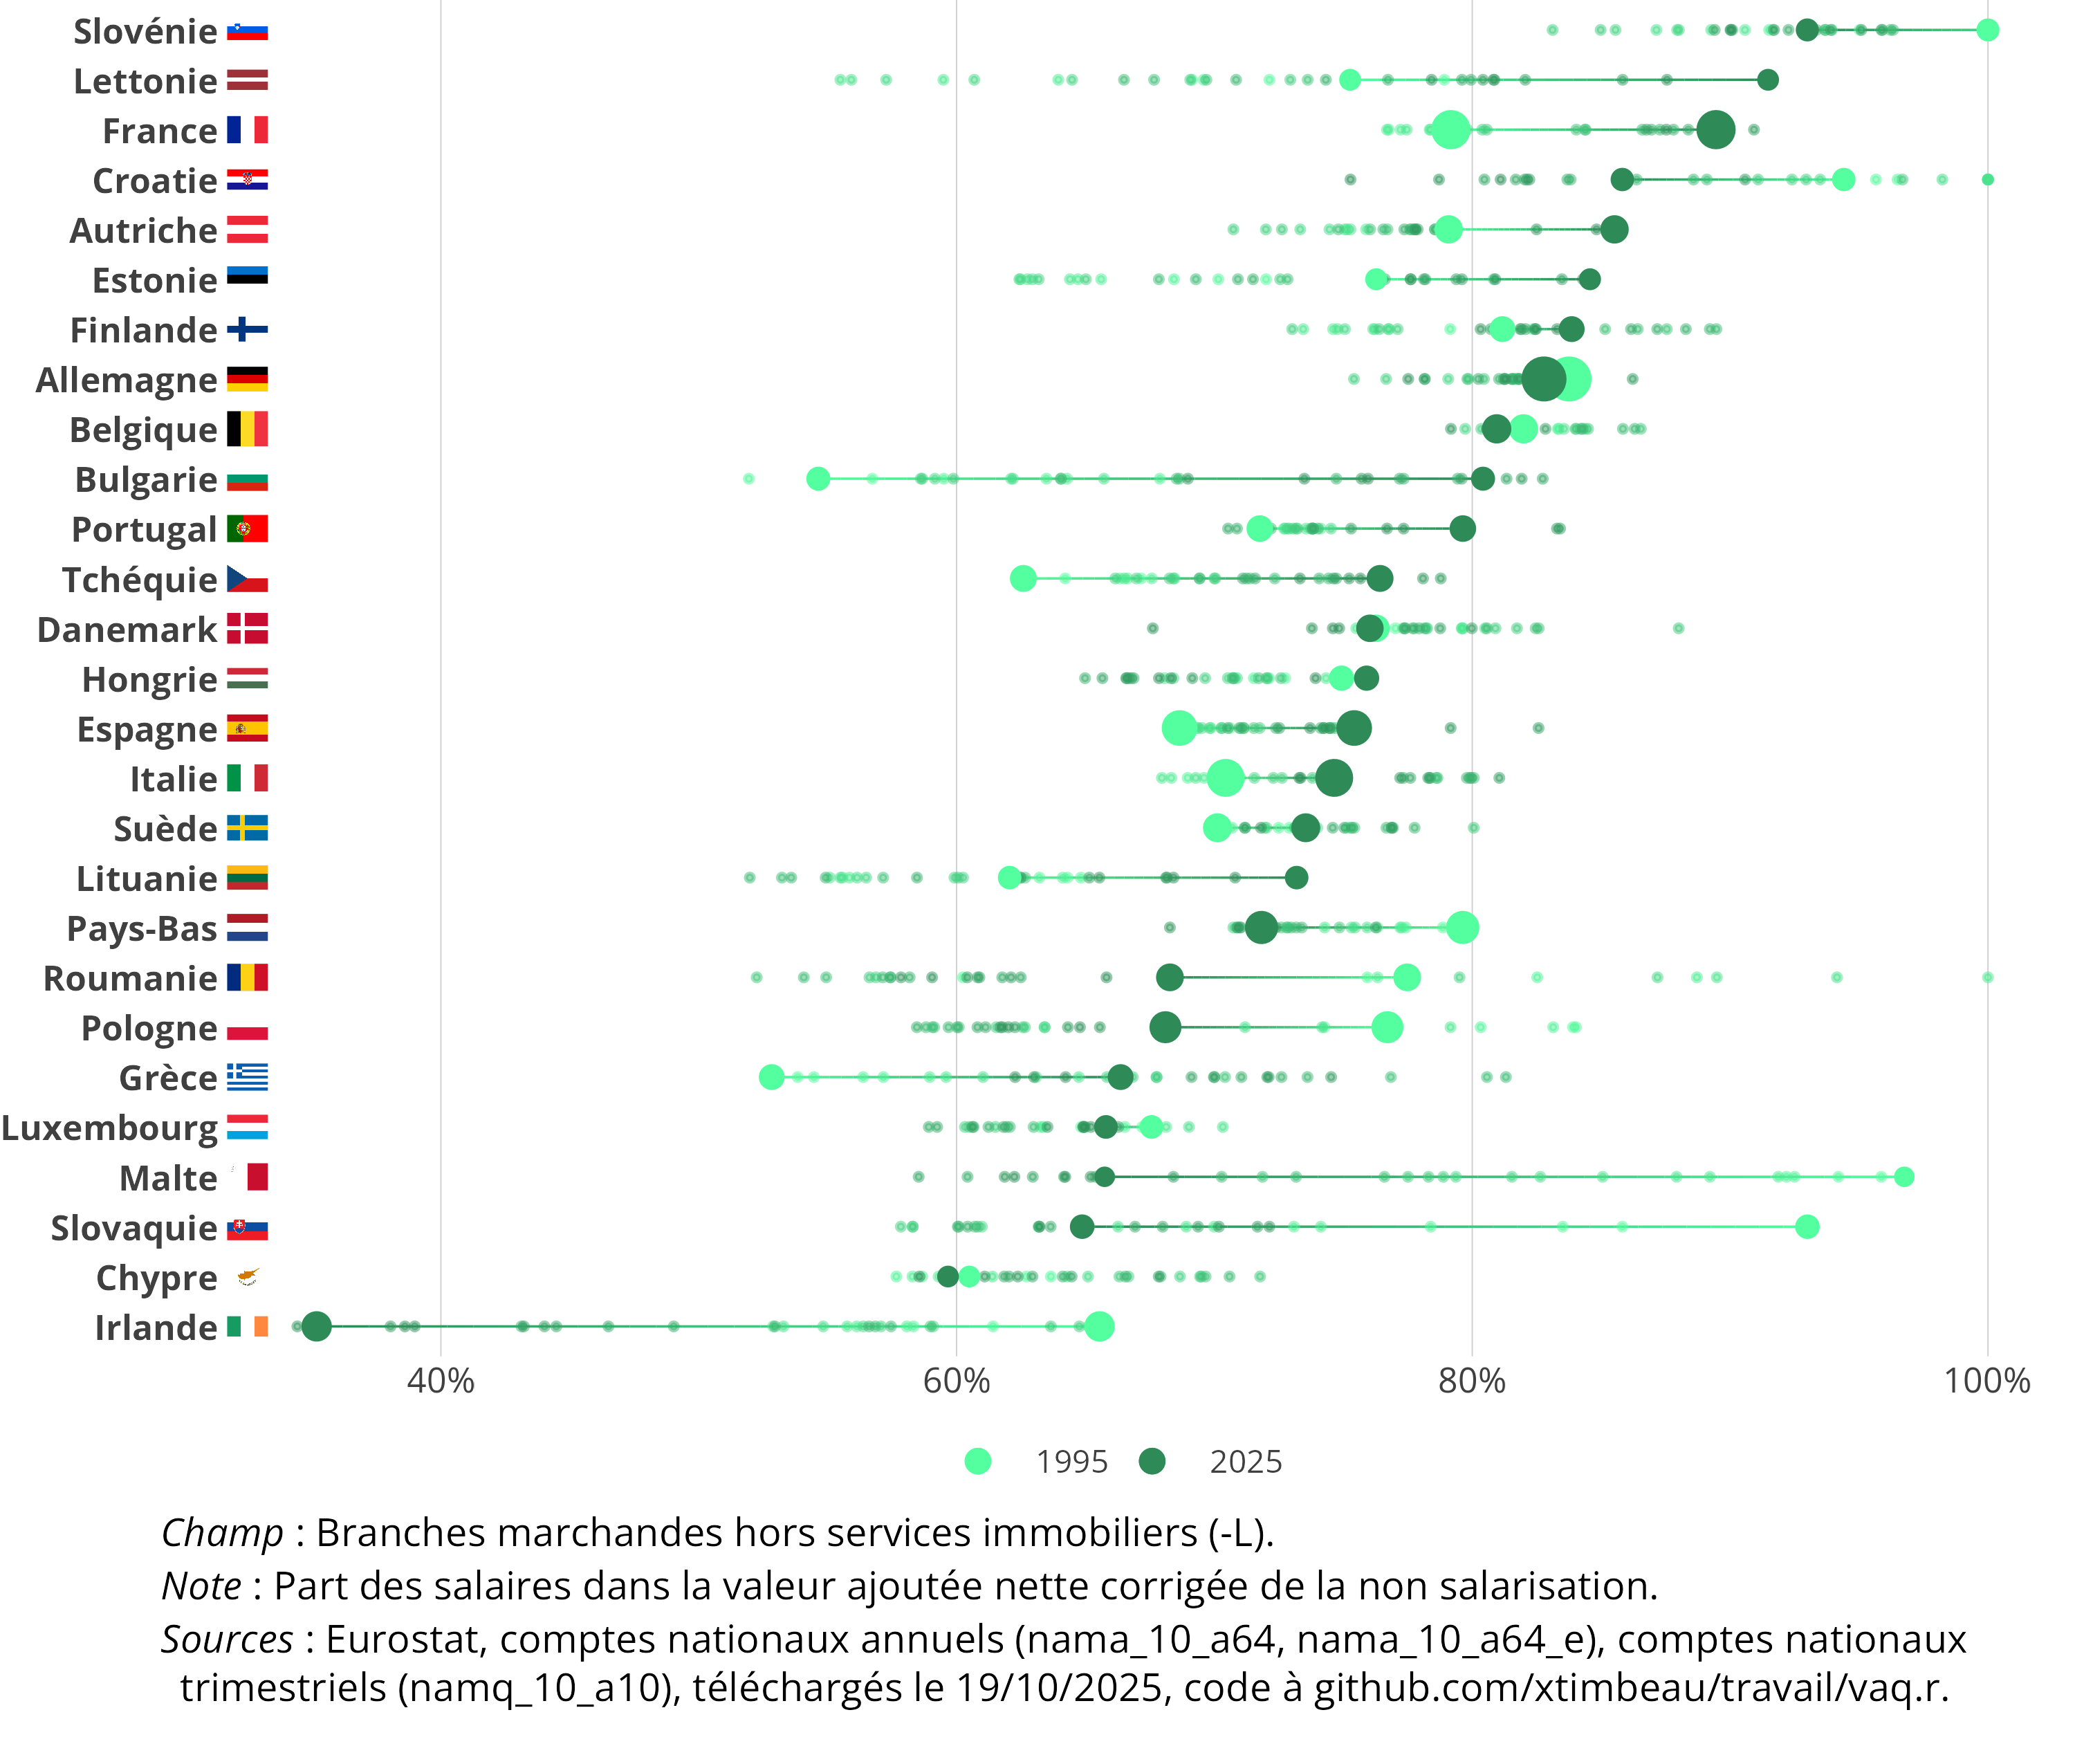 Slovénie
Lettonie
France
Croatie
Autriche
Estonie
Finlande
Allemagne
Belgique
Bulgarie
Portugal
Tchéquie
Danemark
Hongrie
Espagne
Italie
Suède
Lituanie
Pays-Bas
Roumanie
Pologne
Grèce
Luxembourg
Malte
Slovaquie
Chypre
Irlande
40% 60% 80% 100%
1995 2025
Champ : Branches marchandes hors services immobiliers (-L).
Note : Part des salaires dans la valeur ajoutée nette corrigée de la non salarisation.
Sources : Eurostat, comptes nationaux annuels (nama_10_a64, nama_10_a64_e), comptes nationaux
trimestriels (namq_10_a10), téléchargés le 19/10/2025, code à github.com/xtimbeau/travail/vaq.r.